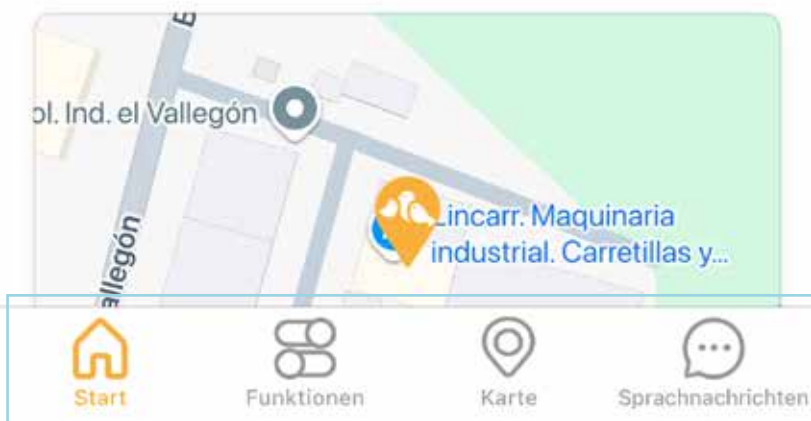 ol. Ind. el Vallegón
allegón
Lincarr. Maquinaria
industrial. Carretillas y...
Start
Funktionen
Karte
Sprachnachrichten